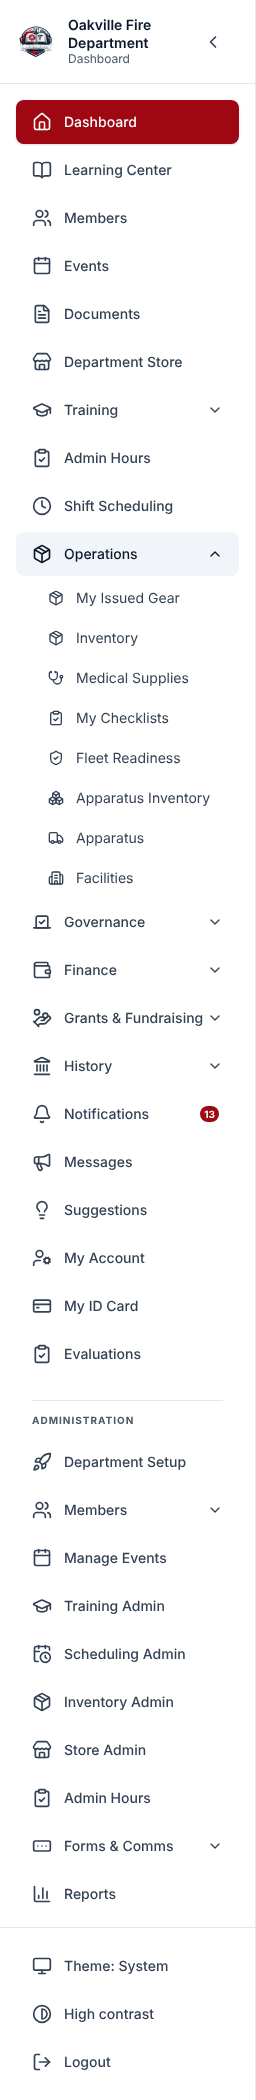 Oakville Fire
Department
Dashboard
Dashboard
Learning Center
Members
Events
Documents
Department Store
Training
Admin Hours
Shift Scheduling
Operations
My Issued Gear
Inventory
Medical Supplies
My Checklists
Fleet Readiness
Apparatus Inventory
Apparatus
Facilities
Governance
Finance
Grants & Fundraising
History
Notifications 13
Messages
Suggestions
My Account
My ID Card
Evaluations
ADMINISTRATION
Department Setup
Members
Manage Events
Training Admin
Scheduling Admin
Inventory Admin
Store Admin
Admin Hours
Forms & Comms
Reports
Theme: System
High contrast
Logout